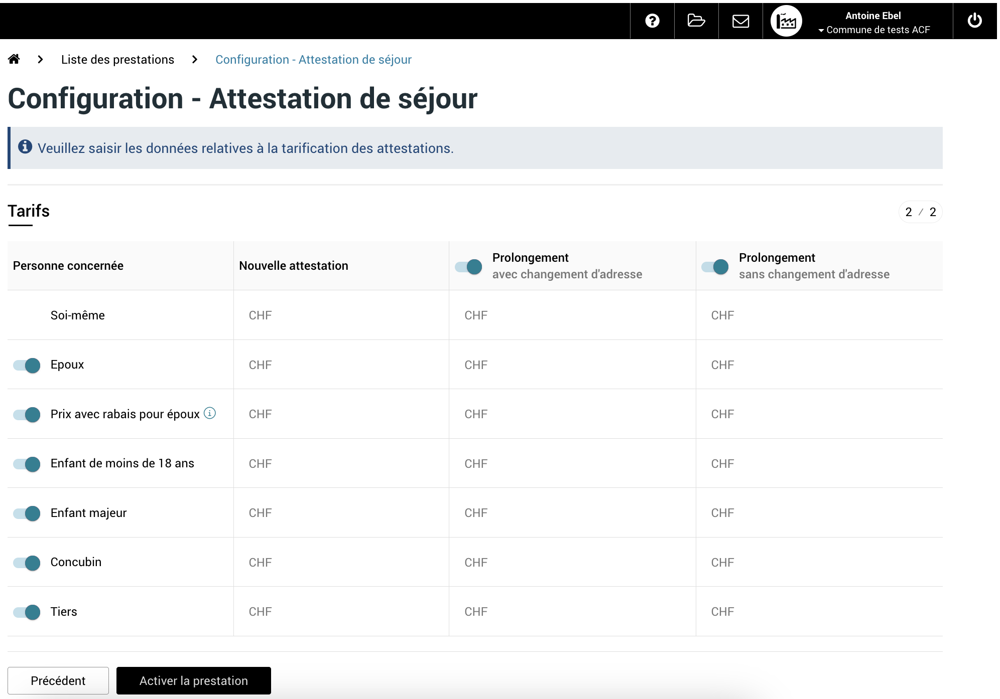 Antoine Ebel
Commune de tests ACF
Liste des prestations
Configuration - Attestation de séjour
Configuration - Attestation de séjour
Veuillez saisir les données relatives à la tarification des attestations.
Tarifs
2 / 2
Personne concernée
Nouvelle attestation
Prolongement
avec changement d'adresse
Prolongement
sans changement d'adresse
Soi-même
CHF
CHF
CHF
Epoux
CHF
CHF
CHF
Prix avec rabais pour époux
CHF
CHF
CHF
Enfant de moins de 18 ans
CHF
CHF
CHF
Enfant majeur
CHF
CHF
CHF
Concubin
CHF
CHF
CHF
Tiers
CHF
CHF
CHF
Précédent
Activer la prestation